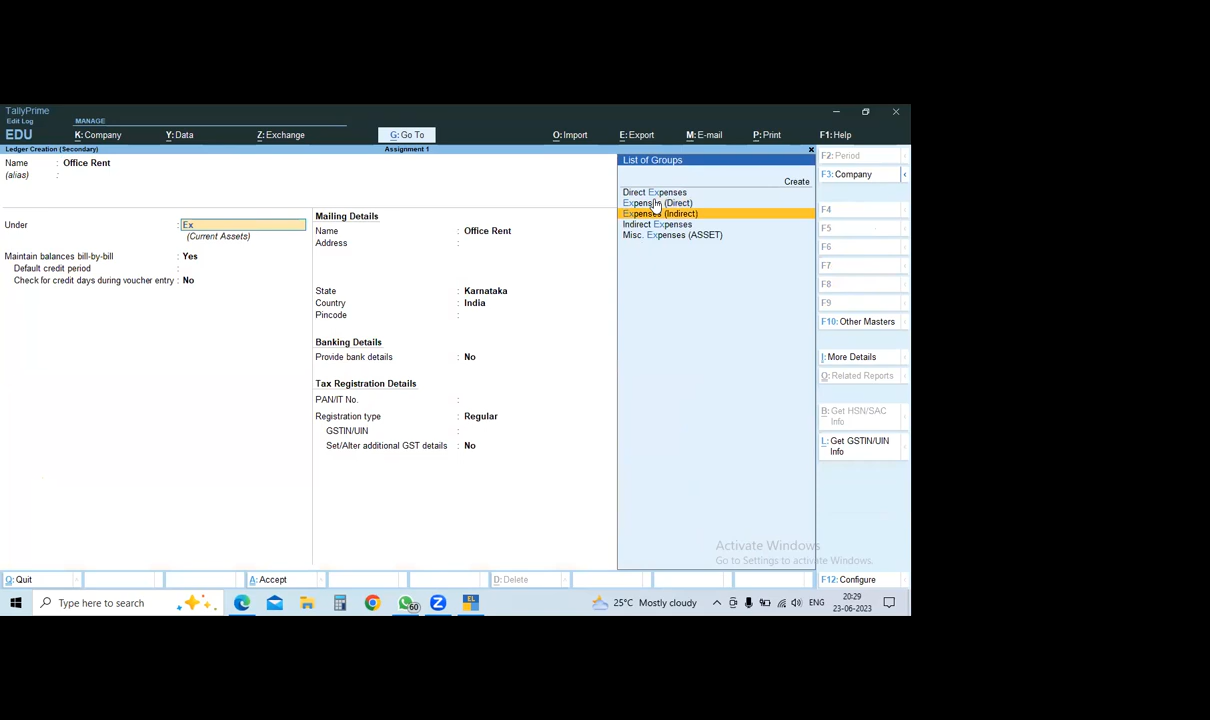 TallyPrime
Edit Log
MANAGE
EDU
K: Company
Y: Data
Z: Exchange
G: Go To
O: Import
E: Export
M: E-mail
P: Print
F1: Help
Ledger Creation (Secondary)
Assignment 1
Name : Office Rent
(alias) :
Under : Ex
(Current Assets)
Maintain balances bill-by-bill : Yes
Default credit period :
Check for credit days during voucher entry : No
Mailing Details
Name : Office Rent
Address :
State : Karnataka
Country : India
Pincode :
Banking Details
Provide bank details : No
Tax Registration Details
PAN/IT No. :
Registration type : Regular
GSTIN/UIN :
Set/Alter additional GST details : No
List of Groups
Create
Direct Expenses
Expenses (Direct)
Expenses (Indirect)
Indirect Expenses
Misc. Expenses (ASSET)
F2: Period
F3: Company
F4
F5
F6
F7
F8
F9
F10: Other Masters
I: More Details
O: Related Reports
B: Get HSN/SAC
Info
L: Get GSTIN/UIN
Info
Activate Windows
Go to Settings to activate Windows.
Q: Quit
A: Accept
D: Delete
F12: Configure
Type here to search
60
EL
25°C Mostly cloudy
ENG
20:29
23-06-2023